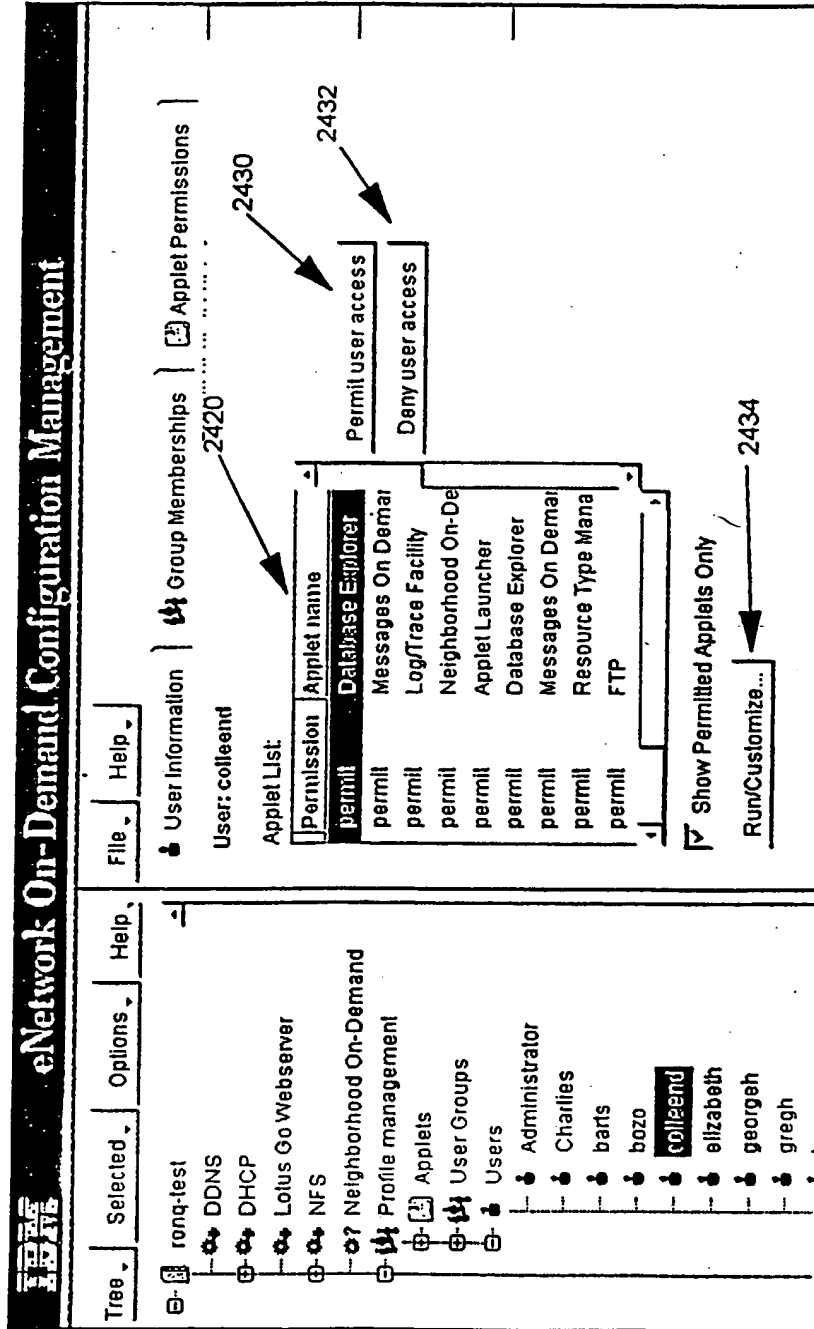 IBM eNetwork On-Demand Configuration Management
Tree Selected Options Help
ronq-test
DDNS
DHCP
Lotus Go Webserver
NFS
? Neighborhood On-Demand
Profile management
Applets
User Groups
Users
Administrator
Charlies
barts
bozo
colleend
elizabeth
georgeh
gregh
File Help
User Information Group Memberships Applet Permissions
User: colleend
Applet List:
2420
Permission Applet name
permit Database Explorer
permit Messages On Demar
permit Log/Trace Facility
permit Neighborhood On-De
permit Applet Launcher
permit Database Explorer
permit Messages On Demar
permit Resource Type Mana
permit FTP
Permit user access
2430
Deny user access
2432
Show Permitted Applets Only
Run/Customize...
2434